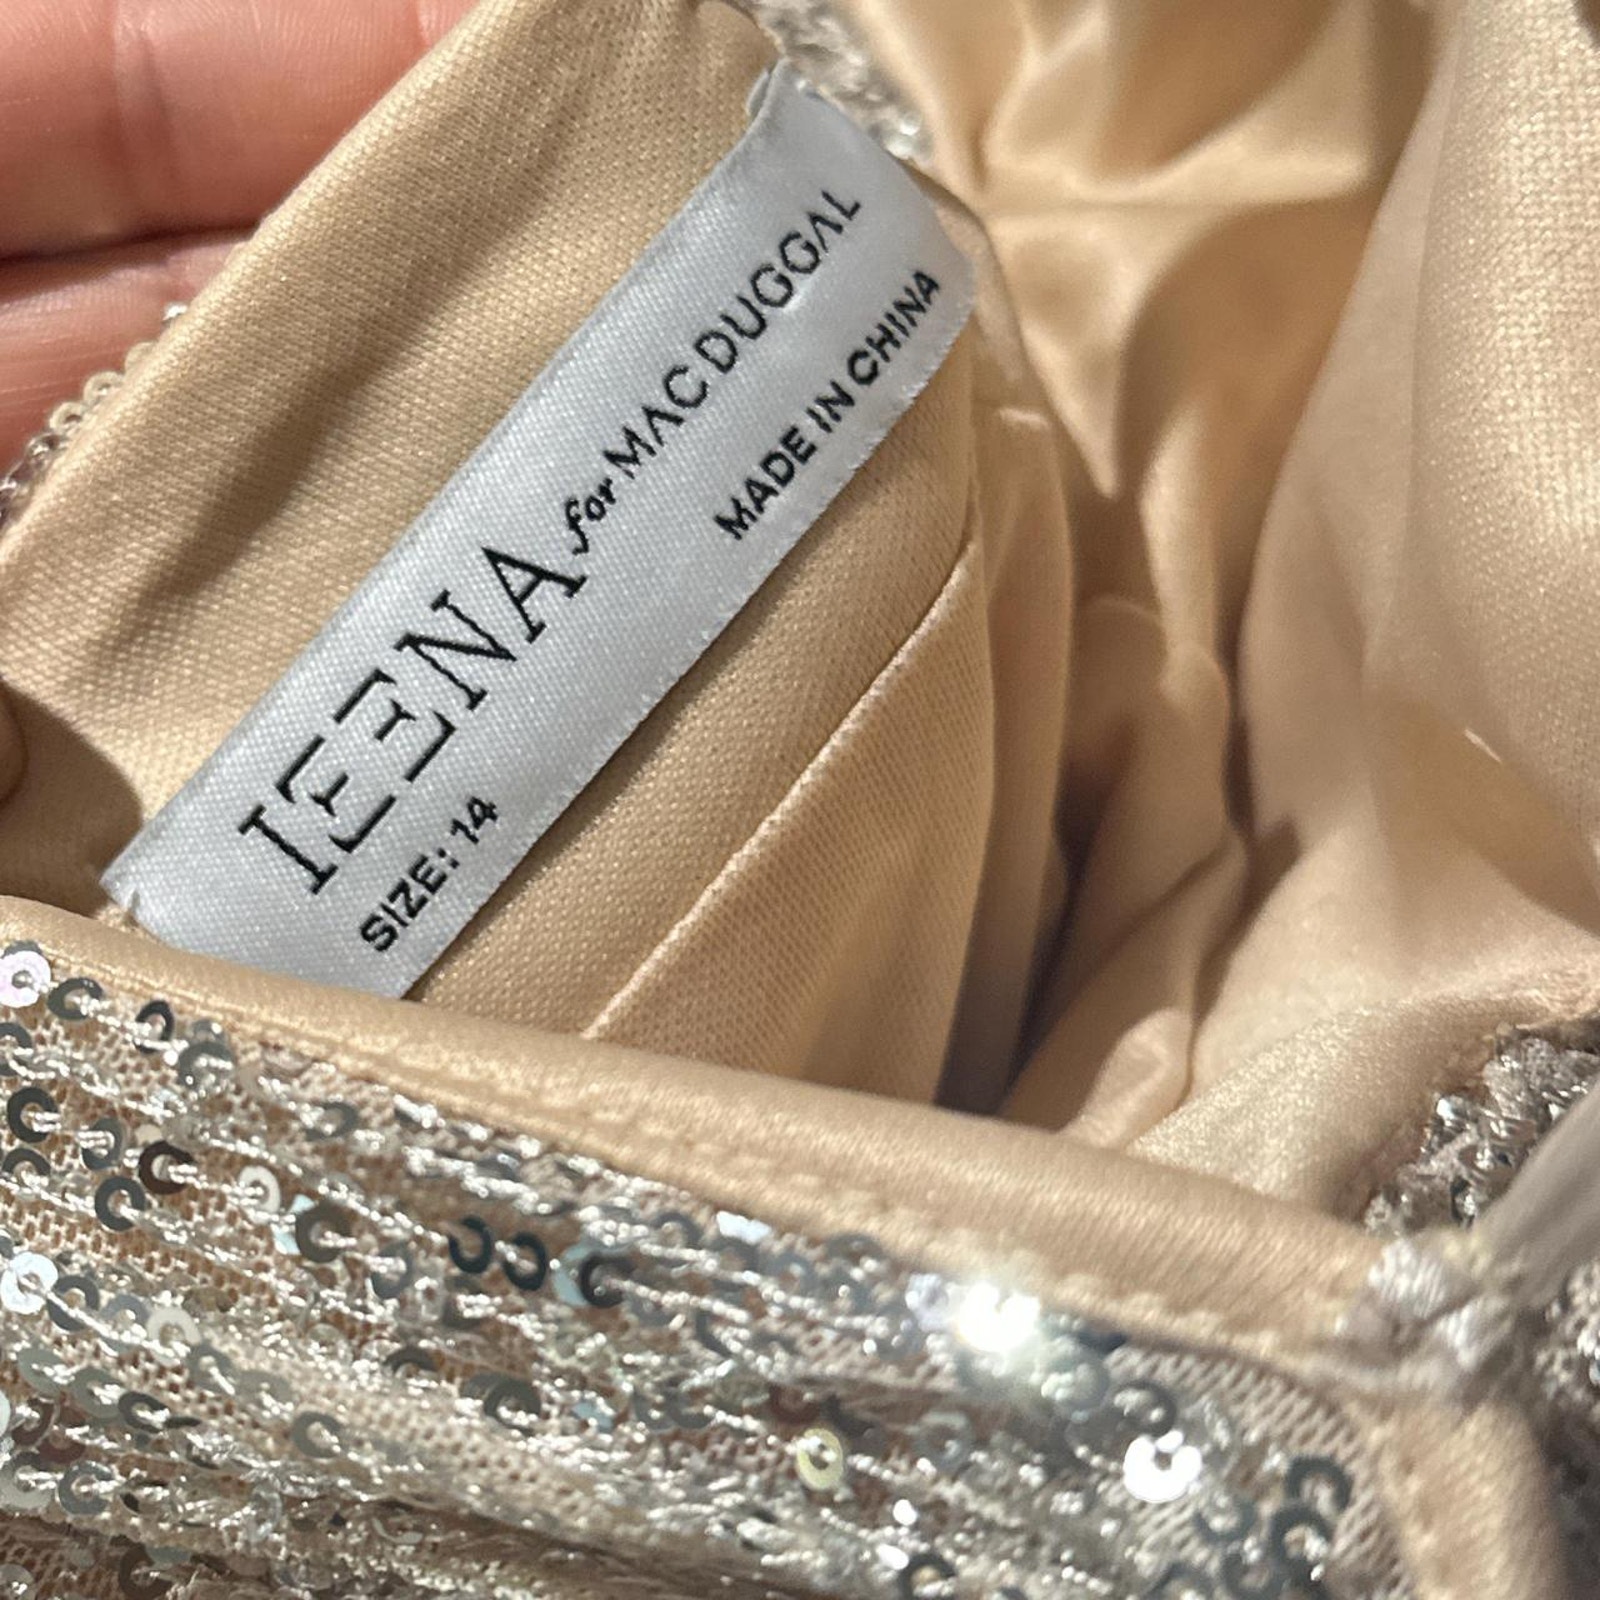 IEENA for MAC DUGGAL
MADE IN CHINA
SIZE: 14